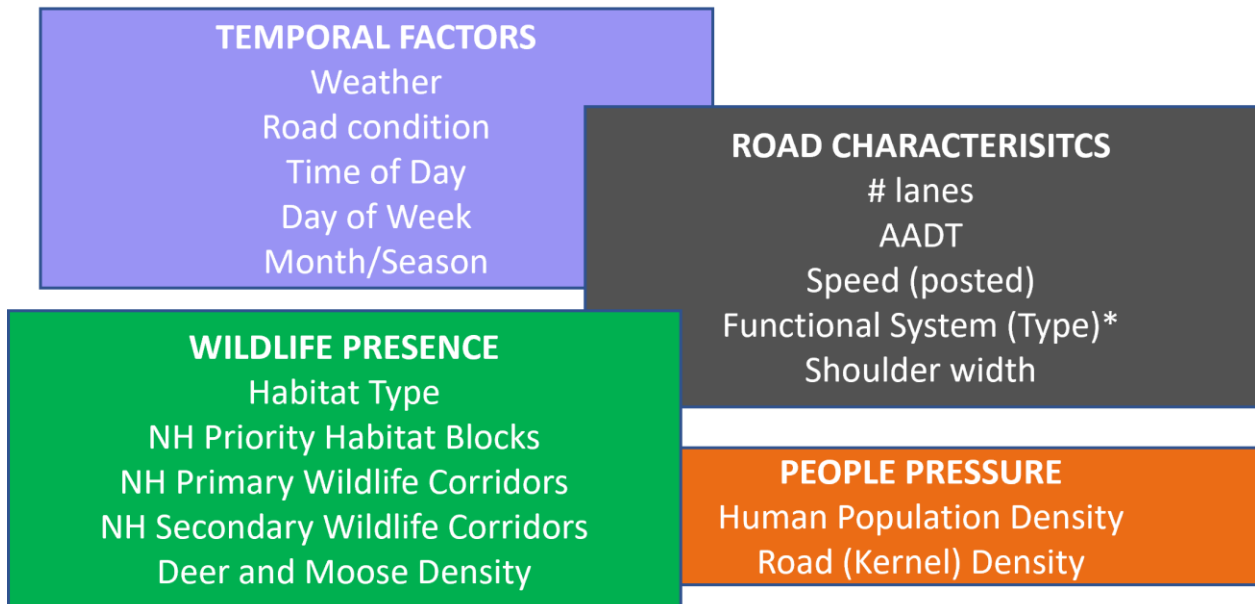 TEMPORAL FACTORS
Weather
Road condition
Time of Day
Day of Week
Month/Season
ROAD CHARACTERISITCS
# lanes
AADT
Speed (posted)
Functional System (Type)*
Shoulder width
WILDLIFE PRESENCE
Habitat Type
NH Priority Habitat Blocks
NH Primary Wildlife Corridors
NH Secondary Wildlife Corridors
Deer and Moose Density
PEOPLE PRESSURE
Human Population Density
Road (Kernel) Density